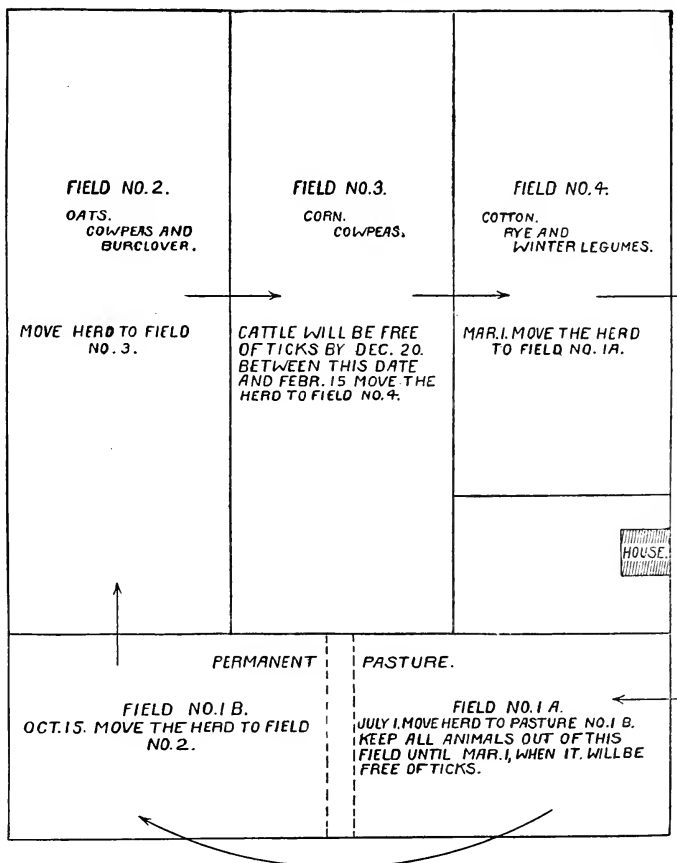 FIELD NO. 2.
OATS.
COWPEAS AND
BURCLOVER.
MOVE HERD TO FIELD
NO. 3.
FIELD NO. 3.
CORN.
COWPEAS.
CATTLE WILL BE FREE
OF TICKS BY DEC. 20.
BETWEEN THIS DATE
AND FEBR. 15 MOVE THE
HERD TO FIELD NO. 4.
FIELD NO. 4.
COTTON.
RYE AND
WINTER LEGUMES.
MAR. 1. MOVE THE HERD
TO FIELD NO. 1A.
HOUSE.
PERMANENT PASTURE.
FIELD NO. 1 B.
OCT. 15. MOVE THE HERD TO FIELD
NO. 2.
FIELD NO. 1 A.
JULY 1. MOVE HERD TO PASTURE NO. 1 B.
KEEP ALL ANIMALS OUT OF THIS
FIELD UNTIL MAR. 1, WHEN IT. WILL BE
FREE OF TICKS.